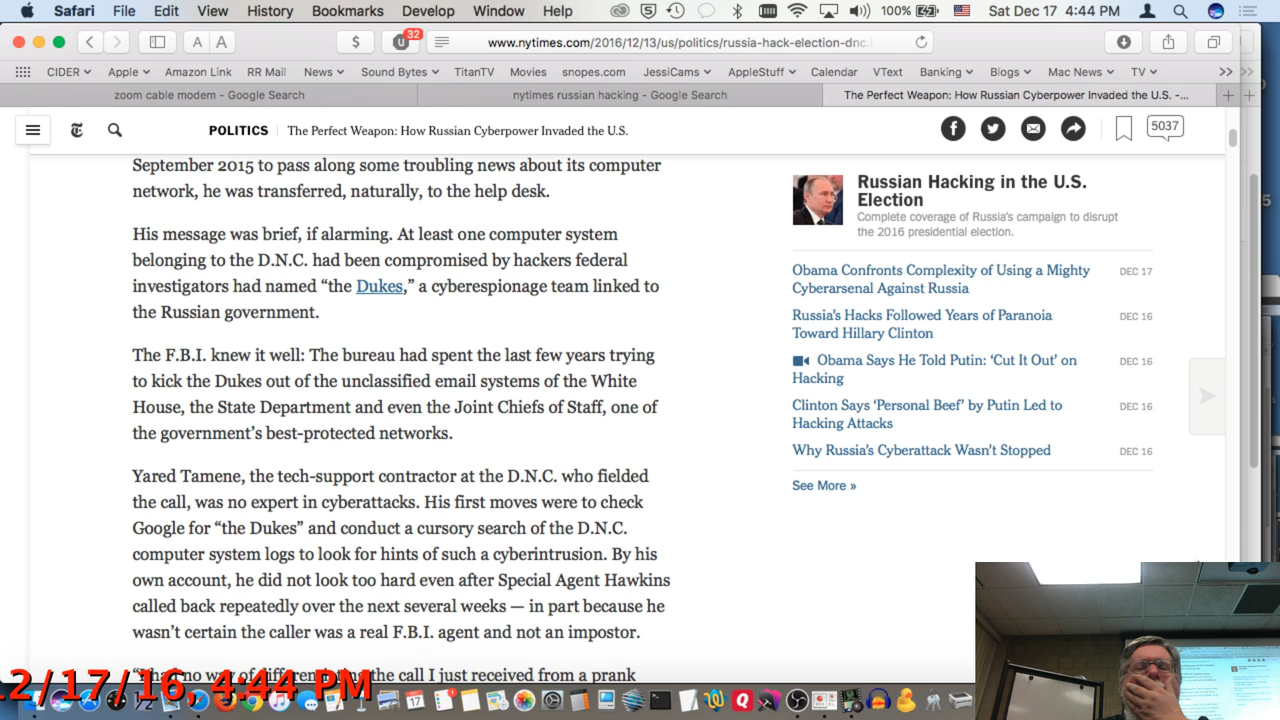 Safari File Edit View History Bookmarks Develop Window Help 100% Sat Dec 17 4:44 PM
A A $ 32 www.nytimes.com/2016/12/13/us/politics/russia-hack-election-dnc.
CIDER Apple Amazon Link RR Mail News Sound Bytes TitanTV Movies snopes.com JessiCams AppleStuff Calendar VText Banking Blogs Mac News TV >>
zoom cable modem - Google Search nytimes russian hacking - Google Search The Perfect Weapon: How Russian Cyberpower Invaded the U.S. -...
POLITICS The Perfect Weapon: How Russian Cyberpower Invaded the U.S. 5037
September 2015 to pass along some troubling news about its computer
network, he was transferred, naturally, to the help desk.
His message was brief, if alarming. At least one computer system
belonging to the D.N.C. had been compromised by hackers federal
investigators had named “the Dukes,” a cyberespionage team linked to
the Russian government.
The F.B.I. knew it well: The bureau had spent the last few years trying
to kick the Dukes out of the unclassified email systems of the White
House, the State Department and even the Joint Chiefs of Staff, one of
the government’s best-protected networks.
Yared Tamene, the tech-support contractor at the D.N.C. who fielded
the call, was no expert in cyberattacks. His first moves were to check
Google for “the Dukes” and conduct a cursory search of the D.N.C.
computer system logs to look for hints of such a cyberintrusion. By his
own account, he did not look too hard even after Special Agent Hawkins
called back repeatedly over the next several weeks — in part because he
wasn’t certain the caller was a real F.B.I. agent and not an impostor.
“I had no way of differentiating the call I just received from a prank
Russian Hacking in the U.S.
Election
Complete coverage of Russia’s campaign to disrupt
the 2016 presidential election.
Obama Confronts Complexity of Using a Mighty DEC 17
Cyberarsenal Against Russia
Russia’s Hacks Followed Years of Paranoia DEC 16
Toward Hillary Clinton
Obama Says He Told Putin: ‘Cut It Out’ on DEC 16
Hacking
Clinton Says ‘Personal Beef’ by Putin Led to DEC 16
Hacking Attacks
Why Russia’s Cyberattack Wasn’t Stopped DEC 16
See More »
12/17/16, 4:44 PM